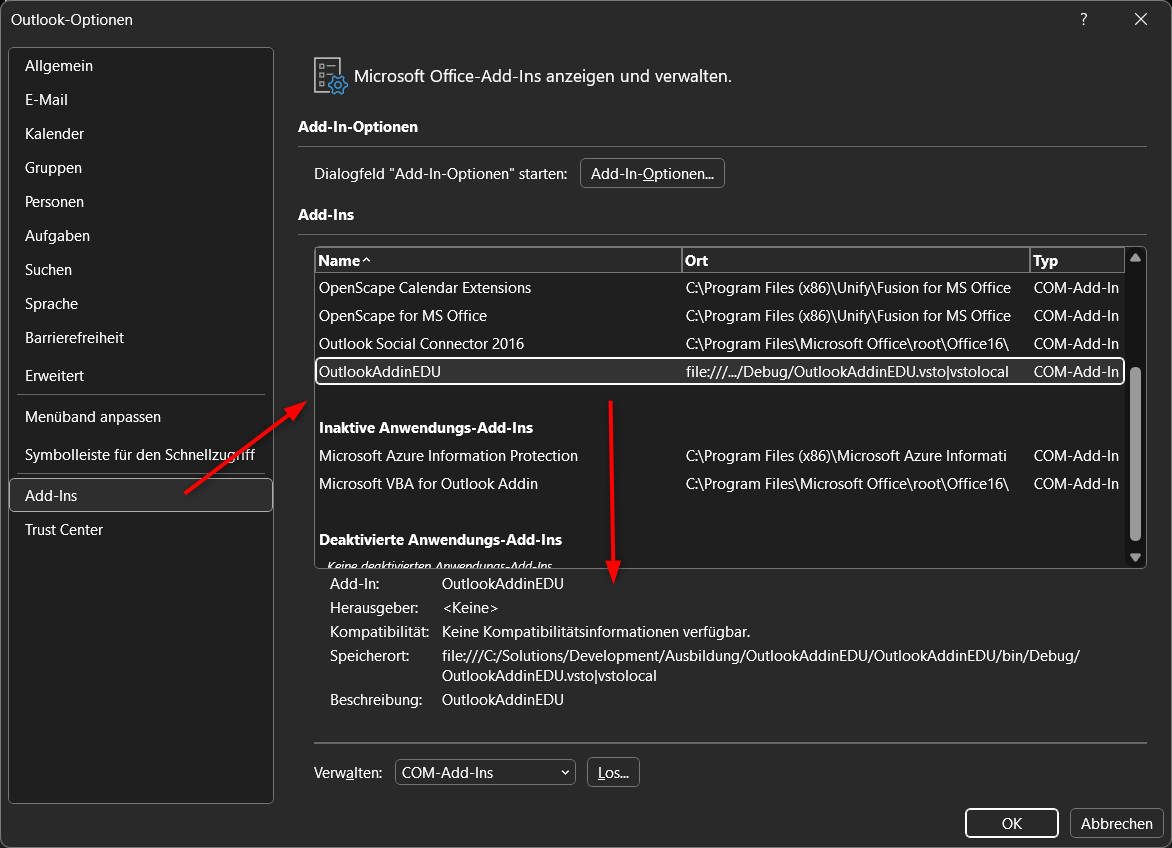 Outlook-Optionen
?
Allgemein
E-Mail
Kalender
Gruppen
Personen
Aufgaben
Suchen
Sprache
Barrierefreiheit
Erweitert
Menüband anpassen
Symbolleiste für den Schnellzugriff
Add-Ins
Trust Center
Microsoft Office-Add-Ins anzeigen und verwalten.
Add-In-Optionen
Dialogfeld "Add-In-Optionen" starten: Add-In-Optionen...
Add-Ins
Name Ort Typ
OpenScape Calendar Extensions C:\Program Files (x86)\Unify\Fusion for MS Office COM-Add-In
OpenScape for MS Office C:\Program Files (x86)\Unify\Fusion for MS Office COM-Add-In
Outlook Social Connector 2016 C:\Program Files\Microsoft Office\root\Office16\ COM-Add-In
OutlookAddinEDU file:///.../Debug/OutlookAddinEDU.vsto|vstolocal COM-Add-In
Inaktive Anwendungs-Add-Ins
Microsoft Azure Information Protection C:\Program Files (x86)\Microsoft Azure Informati COM-Add-In
Microsoft VBA for Outlook Addin C:\Program Files\Microsoft Office\root\Office16\ COM-Add-In
Deaktivierte Anwendungs-Add-Ins
Keine deaktivierten Anwendungs-Add-Ins
Add-In: OutlookAddinEDU
Herausgeber: <Keine>
Kompatibilität: Keine Kompatibilitätsinformationen verfügbar.
Speicherort: file:///C:/Solutions/Development/Ausbildung/OutlookAddinEDU/OutlookAddinEDU/bin/Debug/
OutlookAddinEDU.vsto|vstolocal
Beschreibung: OutlookAddinEDU
Verwalten: COM-Add-Ins Los...
OK Abbrechen